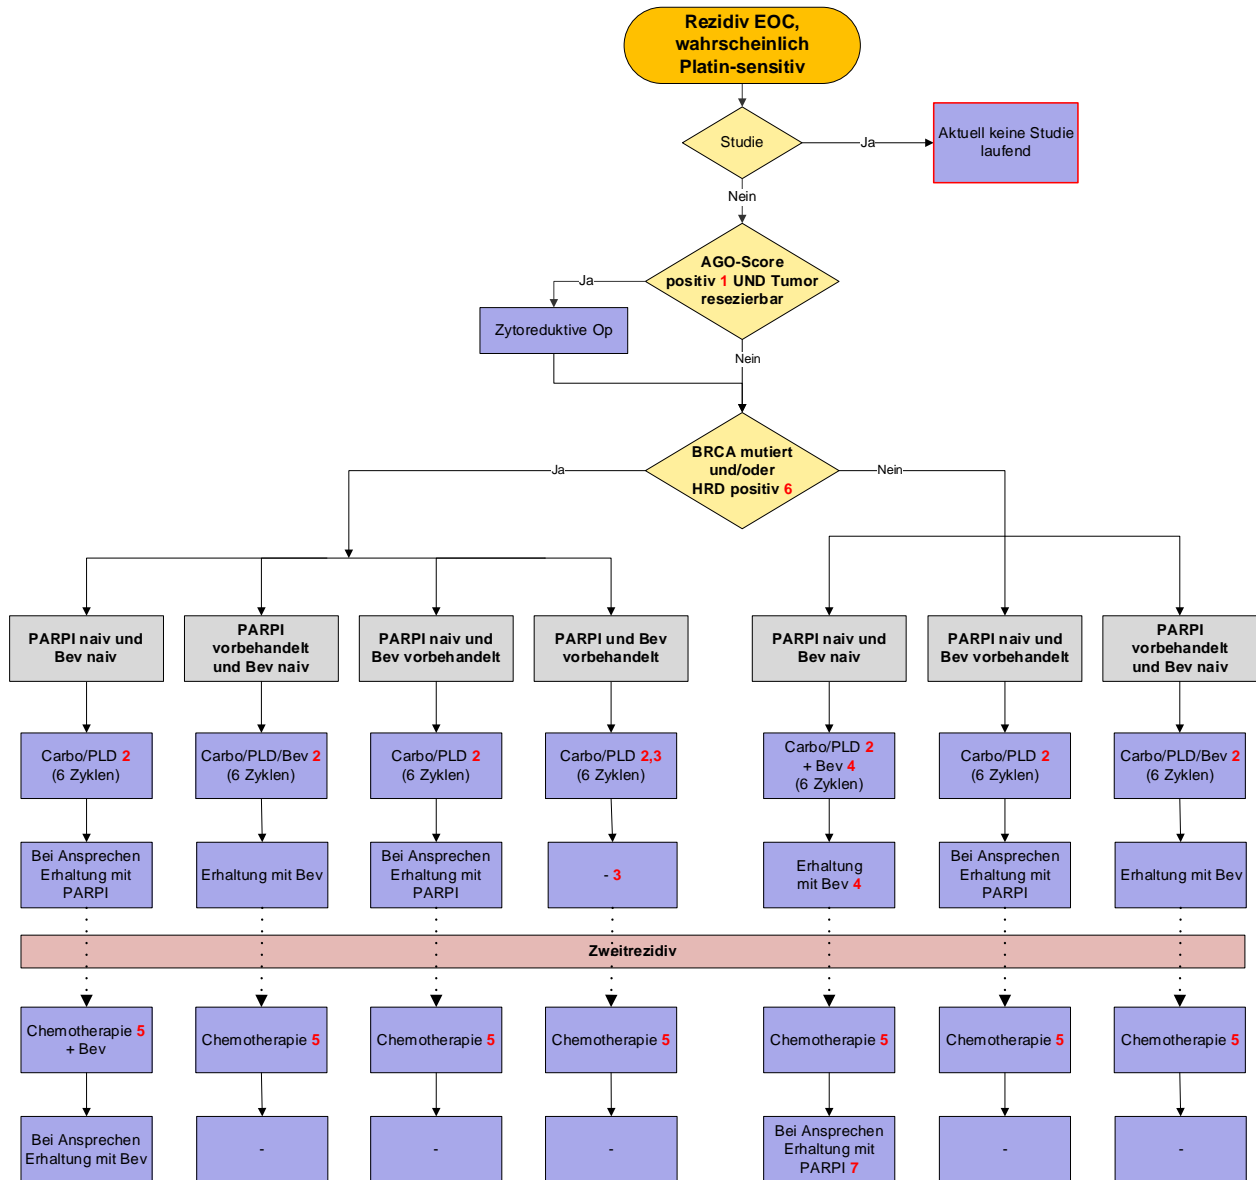 Rezidiv EOC,
wahrscheinlich
Platin-sensitiv
Studie
Ja
Aktuell keine Studie
laufend
Nein
AGO-Score
positiv 1 UND Tumor
resezierbar
Ja
Zytoreduktive Op
Nein
BRCA mutiert
und/oder
HRD positiv 6
Ja
Nein
PARPI naiv und
Bev naiv
PARPI
vorbehandelt
und Bev naiv
PARPI naiv und
Bev vorbehandelt
PARPI und Bev
vorbehandelt
PARPI naiv und
Bev naiv
PARPI naiv und
Bev vorbehandelt
PARPI
vorbehandelt
und Bev naiv
Carbo/PLD 2
(6 Zyklen)
Carbo/PLD/Bev 2
(6 Zyklen)
Carbo/PLD 2
(6 Zyklen)
Carbo/PLD 2,3
(6 Zyklen)
Carbo/PLD 2
+ Bev 4
(6 Zyklen)
Carbo/PLD 2
(6 Zyklen)
Carbo/PLD/Bev 2
(6 Zyklen)
Bei Ansprechen
Erhaltung mit
PARPI
Erhaltung mit Bev
Bei Ansprechen
Erhaltung mit
PARPI
- 3
Erhaltung
mit Bev 4
Bei Ansprechen
Erhaltung mit
PARPI
Erhaltung mit Bev
Zweitrezidiv
Chemotherapie 5
+ Bev
Chemotherapie 5
Chemotherapie 5
Chemotherapie 5
Chemotherapie 5
Chemotherapie 5
Chemotherapie 5
Bei Ansprechen
Erhaltung mit Bev
-
-
-
Bei Ansprechen
Erhaltung mit
PARPI 7
-
-